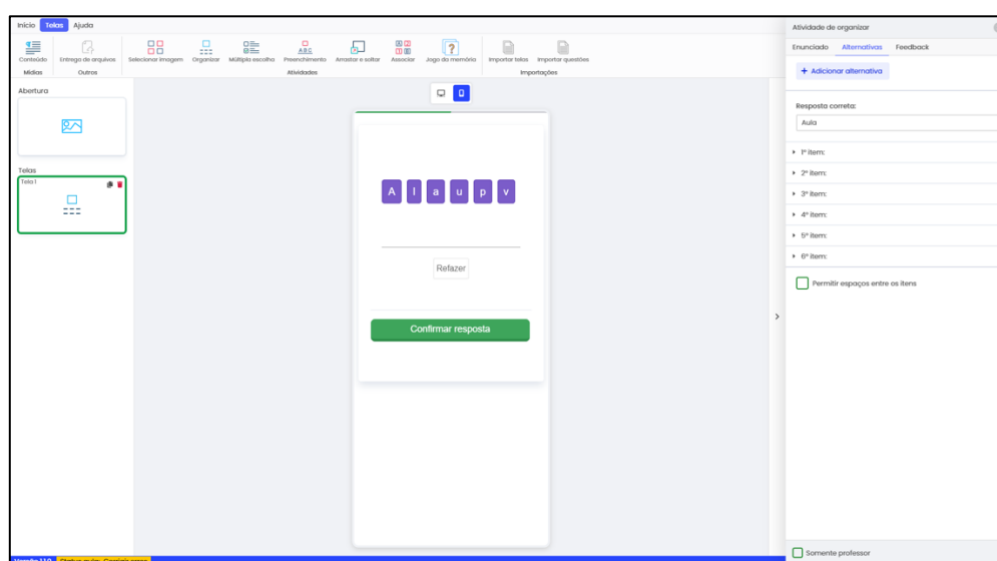 Início Telas Ajuda
Conteúdo Entrega de arquivos Selecionar imagem Organizar Múltipla escolha Preenchimento Arrastar e soltar Associar Jogo da memória Importar telas Importar questões
Mídias Outros Atividades Importações
Abertura
Telas
Tela 1
A l a u p v
Refazer
Confirmar resposta
Atividade de organizar
Enunciado Alternativas Feedback
+ Adicionar alternativa
Resposta correta:
Aula
1º item:
2º item:
3º item:
4º item:
5º item:
6º item:
Permitir espaços entre os itens
Somente professor